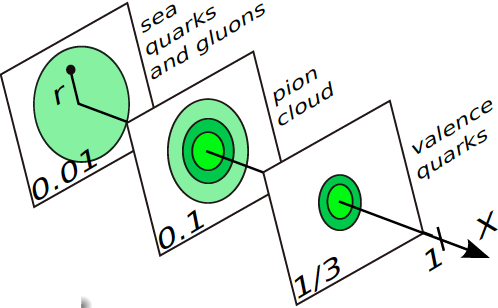 sea
quarks
and gluons
r
0.01
pion
cloud
0.1
valence
quarks
1/3
1
X